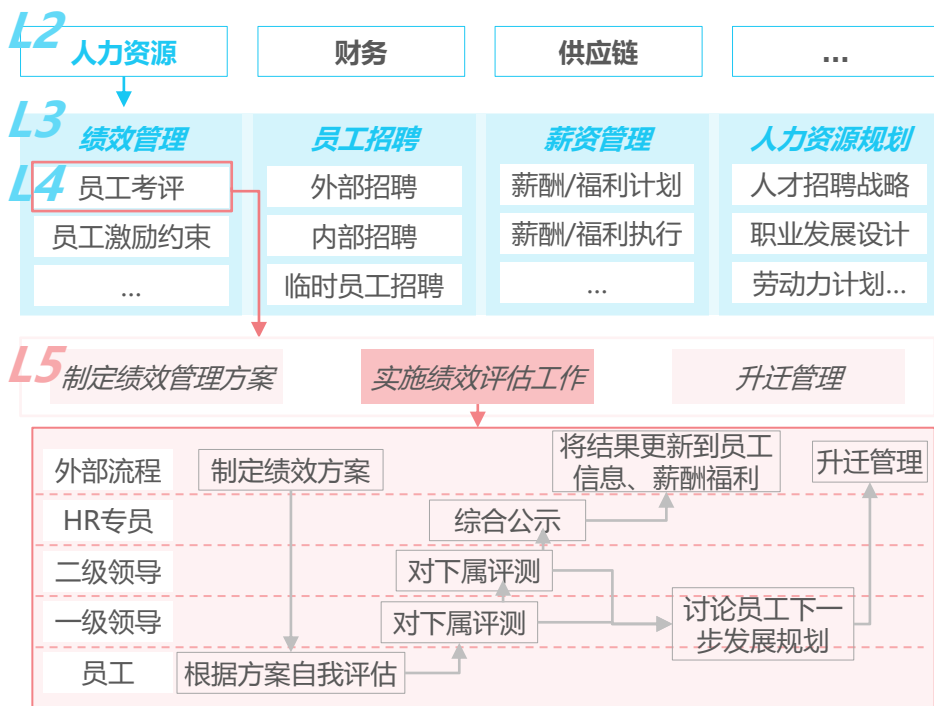 L2
人力资源
财务
供应链
...
L3
绩效管理
员工招聘
薪资管理
人力资源规划
L4
员工考评
外部招聘
薪酬/福利计划
人才招聘战略
员工激励约束
内部招聘
薪酬/福利执行
职业发展设计
...
临时员工招聘
...
劳动力计划...
L5
制定绩效管理方案
实施绩效评估工作
升迁管理
外部流程
制定绩效方案
将结果更新到员工
信息、薪酬福利
升迁管理
HR专员
综合公示
二级领导
对下属评测
一级领导
对下属评测
讨论员工下一
步发展规划
员工
根据方案自我评估